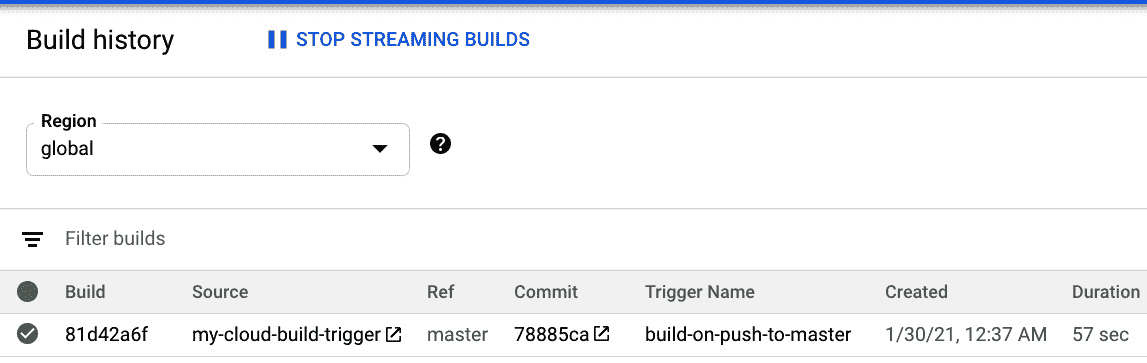 Build history STOP STREAMING BUILDS
Region
global
Filter builds
Build Source Ref Commit Trigger Name Created Duration
81d42a6f my-cloud-build-trigger master 78885ca build-on-push-to-master 1/30/21, 12:37 AM 57 sec